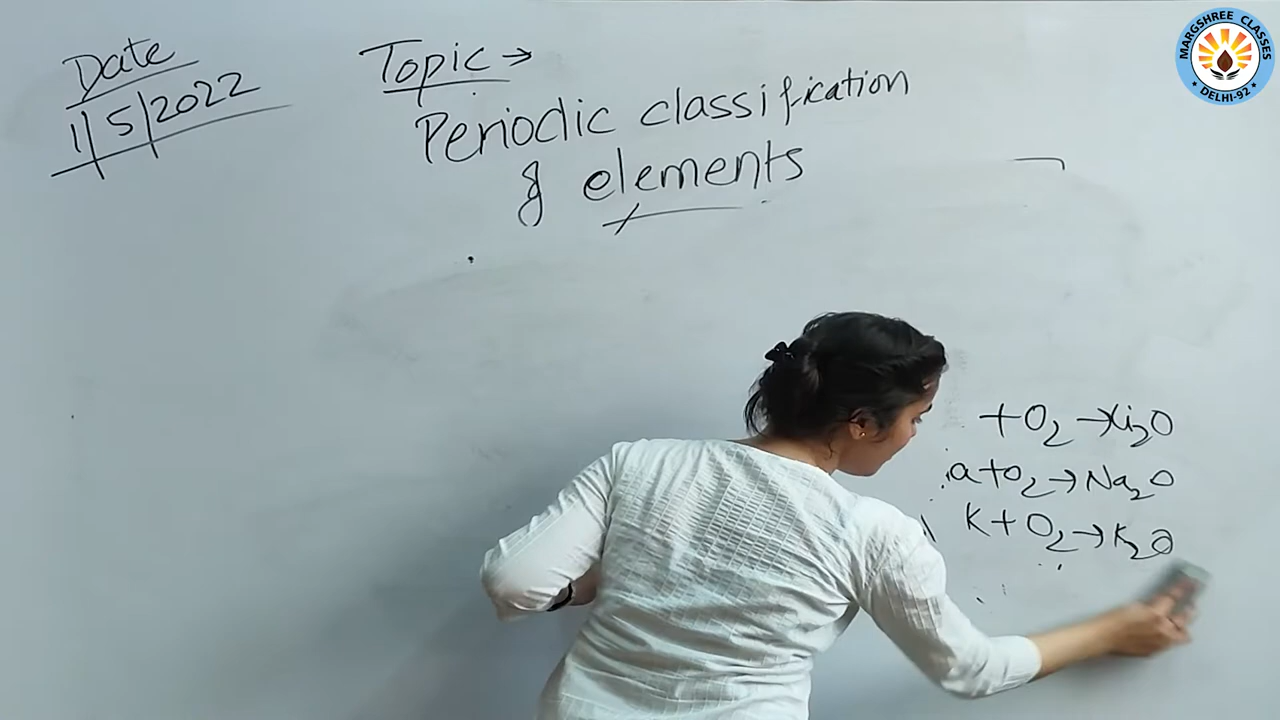 Date
1/5/2022
Topic →
Periodic classification
of elements
+ O2 → Li2O
a + O2 → Na2O
K + O2 → K2O
MARGSHREE CLASSES
DELHI-92